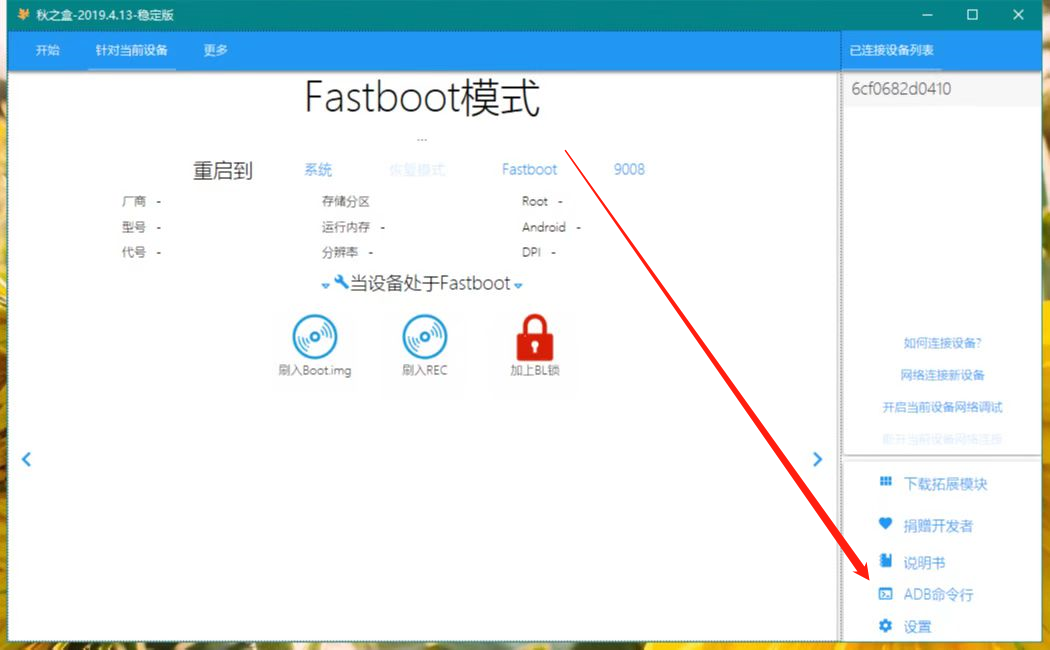 秋之盒-2019.4.13-稳定版
开始 针对当前设备 更多 已连接设备列表
6cf0682d0410
Fastboot模式
...
重启到 系统 恢复模式 Fastboot 9008
厂商 - 存储分区 Root -
型号 - 运行内存 - Android -
代号 - 分辨率 - DPI -
当设备处于Fastboot
刷入Boot.img 刷入REC 加上BL锁
如何连接设备?
网络连接新设备
开启当前设备网络调试
断开当前设备网络连接
下载拓展模块
捐赠开发者
说明书
ADB命令行
设置